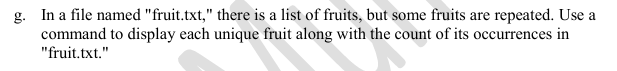 g. In a file named "fruit.txt," there is a list of fruits, but some fruits are repeated. Use a
command to display each unique fruit along with the count of its occurrences in
"fruit.txt."